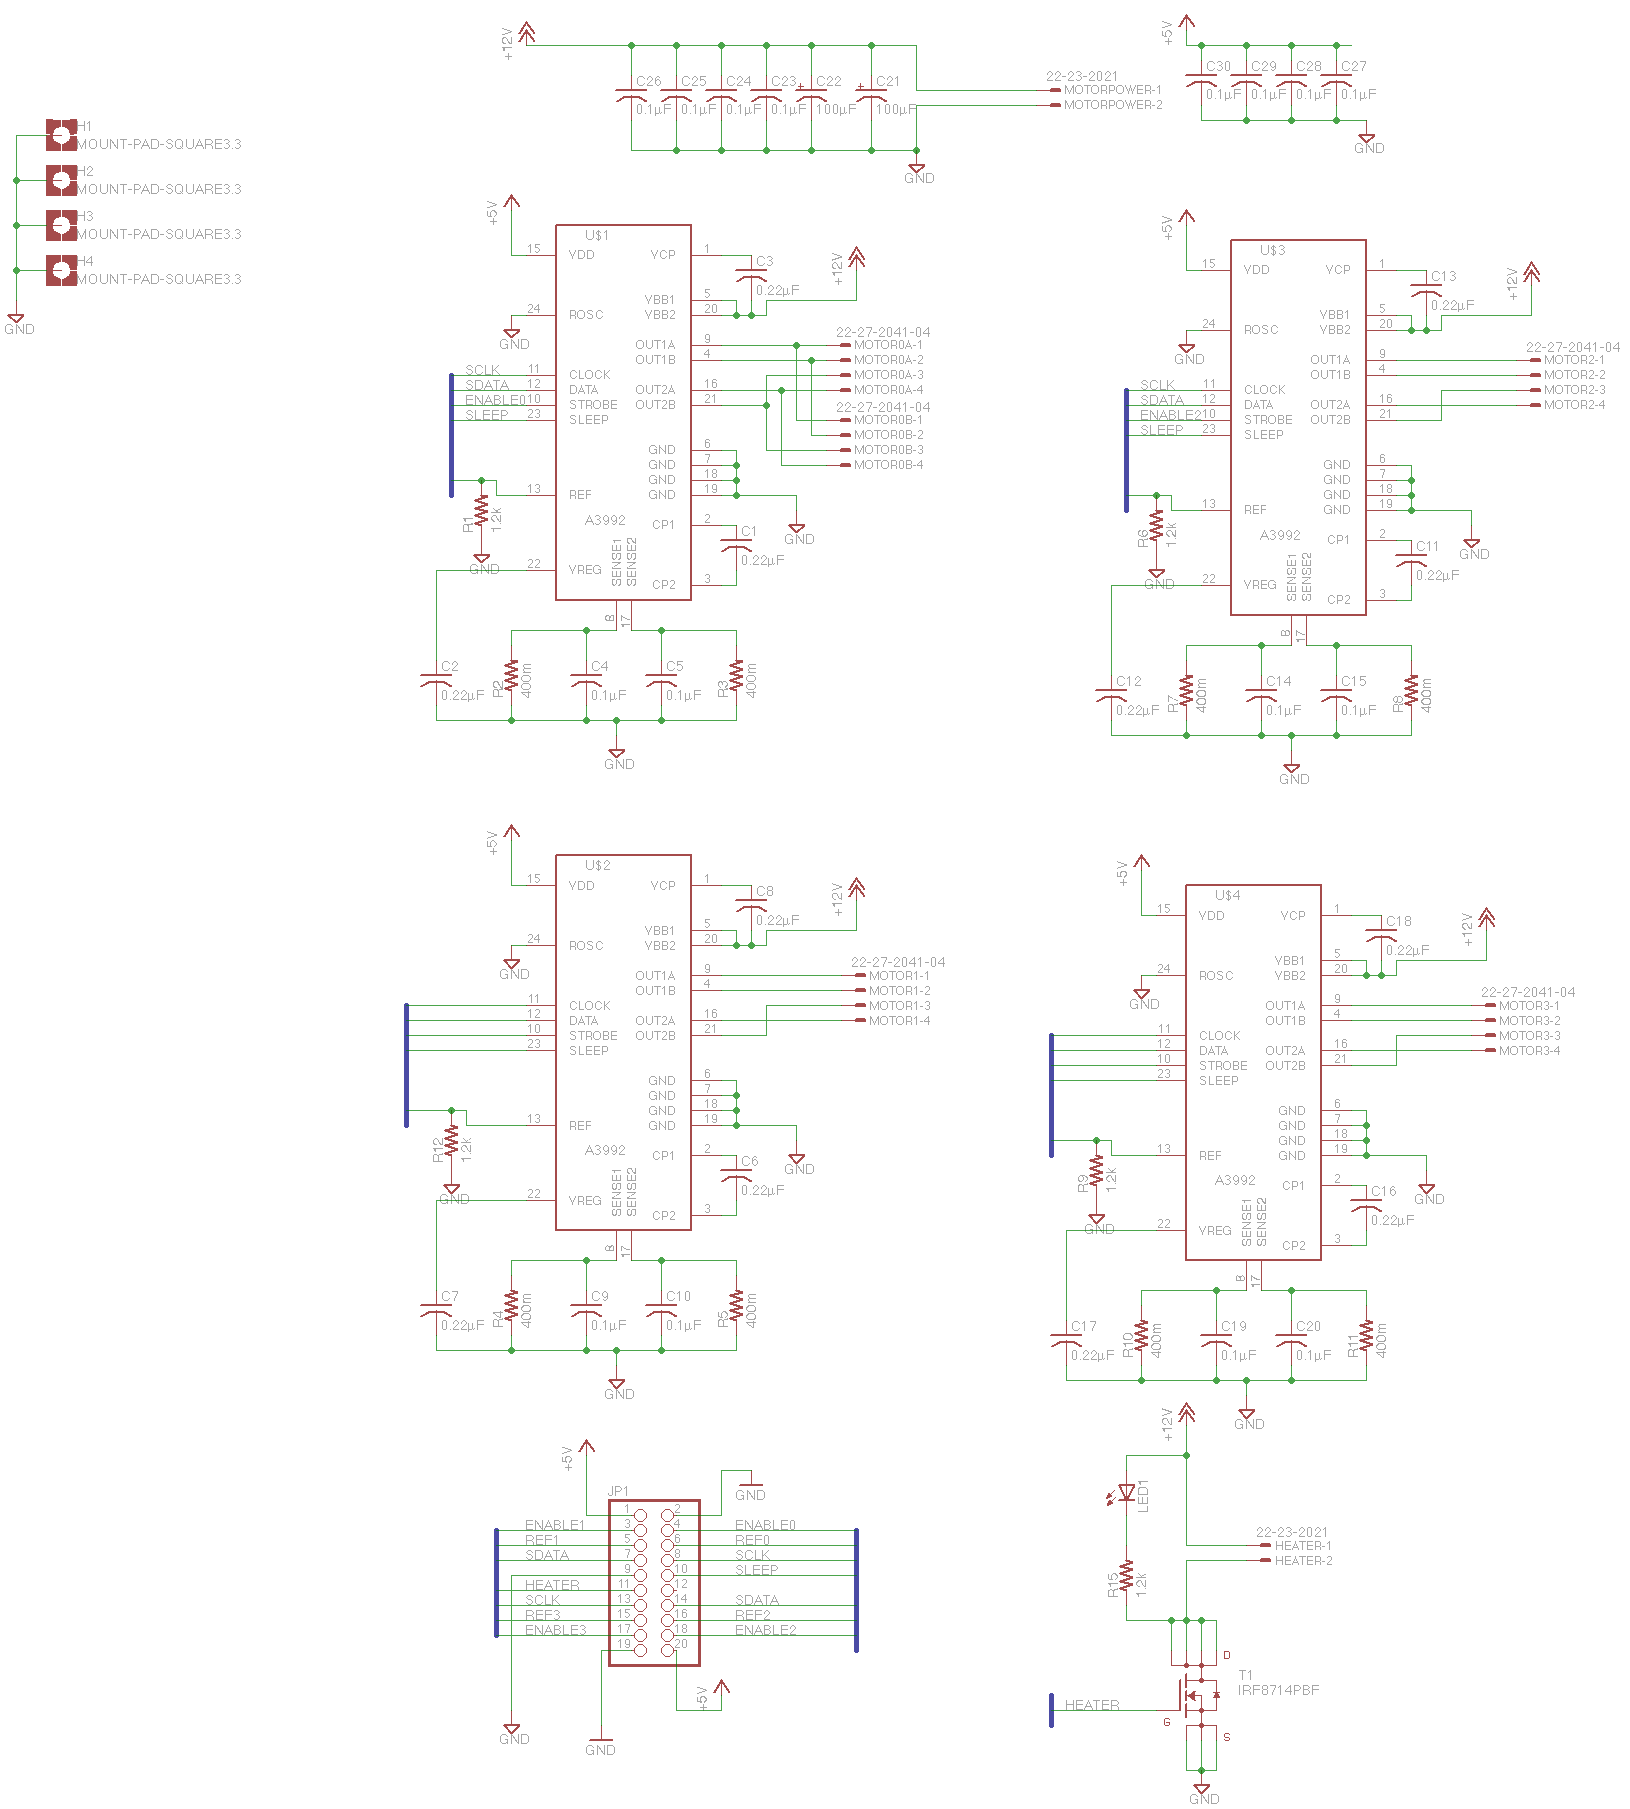 +12V
C26
0.1µF
C25
0.1µF
C24
0.1µF
C23
0.1µF
C22
100µF
C21
100µF
22-23-2021
MOTORPOWER-1
MOTORPOWER-2
GND
+5V
C30
0.1µF
C29
0.1µF
C28
0.1µF
C27
0.1µF
GND
H1
MOUNT-PAD-SQUARE3.3
H2
MOUNT-PAD-SQUARE3.3
H3
MOUNT-PAD-SQUARE3.3
H4
MOUNT-PAD-SQUARE3.3
GND
+5V
U$1
15 VDD VCP 1
C3
0.22µF
+12V
VBB1 5
24 ROSC VBB2 20
GND
OUT1A 9
OUT1B 4
22-27-2041-04
MOTOR0A-1
MOTOR0A-2
MOTOR0A-3
MOTOR0A-4
22-27-2041-04
MOTOR0B-1
MOTOR0B-2
MOTOR0B-3
MOTOR0B-4
SCLK 11 CLOCK
SDATA 12 DATA OUT2A 16
ENABLE0 10 STROBE OUT2B 21
SLEEP 23 SLEEP
GND 6
GND 7
GND 18
13 REF GND 19
R1
1.2k
GND
GND
A3992
CP1 2
C1
0.22µF
22 VREG CP2 3
SENSE1
SENSE2
8
17
C2
0.22µF
R2
400m
C4
0.1µF
C5
0.1µF
R3
400m
GND
+5V
U$3
15 VDD VCP 1
C13
0.22µF
+12V
VBB1 5
24 ROSC VBB2 20
GND
OUT1A 9
OUT1B 4
22-27-2041-04
MOTOR2-1
MOTOR2-2
MOTOR2-3
MOTOR2-4
SCLK 11 CLOCK
SDATA 12 DATA OUT2A 16
ENABLE2 10 STROBE OUT2B 21
SLEEP 23 SLEEP
GND 6
GND 7
GND 18
13 REF GND 19
R6
1.2k
GND
GND
A3992
CP1 2
C11
0.22µF
22 VREG CP2 3
SENSE1
SENSE2
8
17
C12
0.22µF
R7
400m
C14
0.1µF
C15
0.1µF
R8
400m
GND
+5V
U$2
15 VDD VCP 1
C8
0.22µF
+12V
VBB1 5
24 ROSC VBB2 20
GND
OUT1A 9
OUT1B 4
22-27-2041-04
MOTOR1-1
MOTOR1-2
MOTOR1-3
MOTOR1-4
11 CLOCK
12 DATA OUT2A 16
10 STROBE OUT2B 21
23 SLEEP
GND 6
GND 7
GND 18
13 REF GND 19
R12
1.2k
GND
GND
A3992
CP1 2
C6
0.22µF
22 VREG CP2 3
SENSE1
SENSE2
8
17
C7
0.22µF
R4
400m
C9
0.1µF
C10
0.1µF
R5
400m
GND
+5V
U$4
15 VDD VCP 1
C18
0.22µF
+12V
VBB1 5
24 ROSC VBB2 20
GND
OUT1A 9
OUT1B 4
22-27-2041-04
MOTOR3-1
MOTOR3-2
MOTOR3-3
MOTOR3-4
11 CLOCK
12 DATA OUT2A 16
10 STROBE OUT2B 21
23 SLEEP
GND 6
GND 7
GND 18
13 REF GND 19
R9
1.2k
GND
GND
A3992
CP1 2
C16
0.22µF
22 VREG CP2 3
SENSE1
SENSE2
8
17
C17
0.22µF
R10
400m
C19
0.1µF
C20
0.1µF
R11
400m
GND
+5V
GND
JP1
1 2
ENABLE1 3 4 ENABLE0
REF1 5 6 REF0
SDATA 7 8 SCLK
9 10 SLEEP
HEATER 11 12
SCLK 13 14 SDATA
REF3 15 16 REF2
ENABLE3 17 18 ENABLE2
19 20
+5V
GND
GND
+12V
LED1
22-23-2021
HEATER-1
HEATER-2
R15
1.2k
D
T1
IRF8714PBF
HEATER
G
S
GND